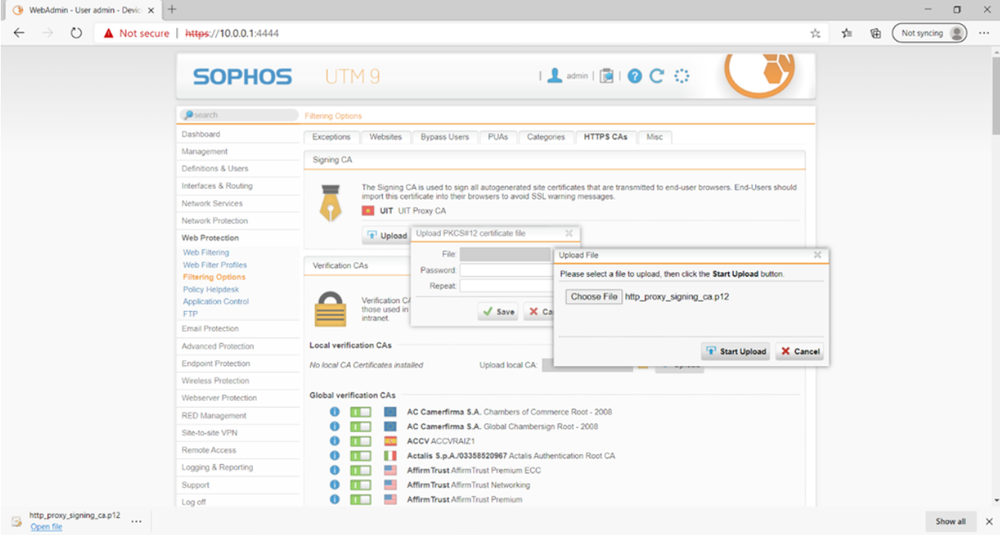 WebAdmin - User admin - Devic
Not secure | https://10.0.0.1:4444
Not syncing
SOPHOS UTM 9
| admin | |
search
Filtering Options
Dashboard
Management
Definitions & Users
Interfaces & Routing
Network Services
Network Protection
Web Protection
Web Filtering
Web Filter Profiles
Filtering Options
Policy Helpdesk
Application Control
FTP
Email Protection
Advanced Protection
Endpoint Protection
Wireless Protection
Webserver Protection
RED Management
Site-to-site VPN
Remote Access
Logging & Reporting
Support
Log off
Exceptions Websites Bypass Users PUAs Categories HTTPS CAs Misc
Signing CA
The Signing CA is used to sign all autogenerated site certificates that are transmitted to end-user browsers. End-Users should
import this certificate into their browsers to avoid SSL warning messages.
UIT UIT Proxy CA
Upload
Upload PKCS#12 certificate file
File:
Password:
Repeat:
Save Ca
Upload File
Please select a file to upload, then click the Start Upload button.
Choose File http_proxy_signing_ca.p12
Start Upload Cancel
Verification CAs
Verification CA
those used in
intranet.
Local verification CAs
No local CA Certificates installed Upload local CA:
Global verification CAs
AC Camerfirma S.A. Chambers of Commerce Root - 2008
AC Camerfirma S.A. Global Chambersign Root - 2008
ACCV ACCVRAIZ1
Actalis S.p.A./03358520967 Actalis Authentication Root CA
AffirmTrust AffirmTrust Premium ECC
AffirmTrust AffirmTrust Networking
AffirmTrust AffirmTrust Premium
http_proxy_signing_ca.p12
Open file
Show all